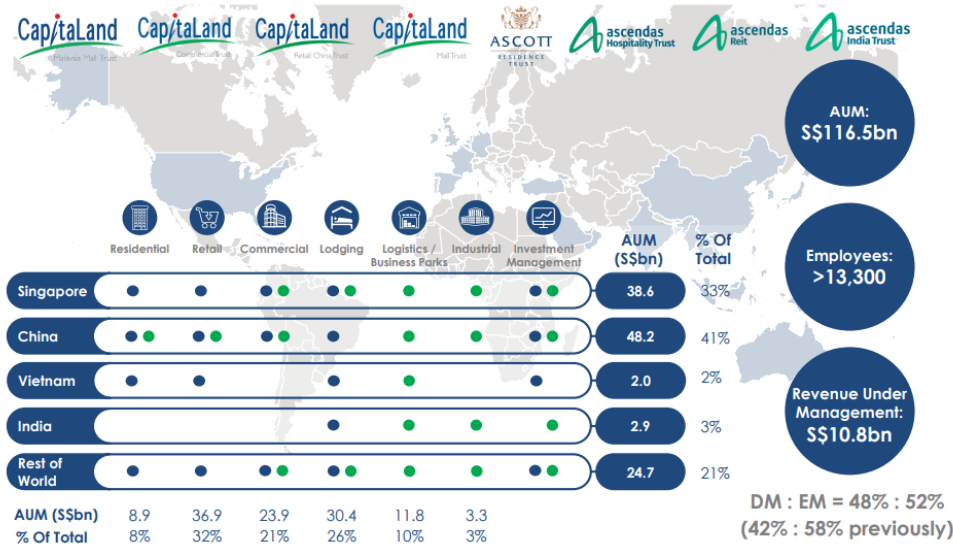 CapitaLand
Malaysia Mall Trust
CapitaLand
Commercial Trust
CapitaLand
Retail China Trust
CapitaLand
Mall Trust
ASCOTT
RESIDENCE
TRUST
ascendas
Hospitality Trust
ascendas
Reit
ascendas
India Trust
AUM:
S$116.5bn
Employees:
>13,300
Revenue Under
Management:
S$10.8bn
Residential
Retail
Commercial
Lodging
Logistics /
Business Parks
Industrial
Investment
Management
AUM
(S$bn)
% Of
Total
Singapore
38.6
33%
China
48.2
41%
Vietnam
2.0
2%
India
2.9
3%
Rest of
World
24.7
21%
AUM (S$bn) 8.9 36.9 23.9 30.4 11.8 3.3
% Of Total 8% 32% 21% 26% 10% 3%
DM : EM = 48% : 52%
(42% : 58% previously)